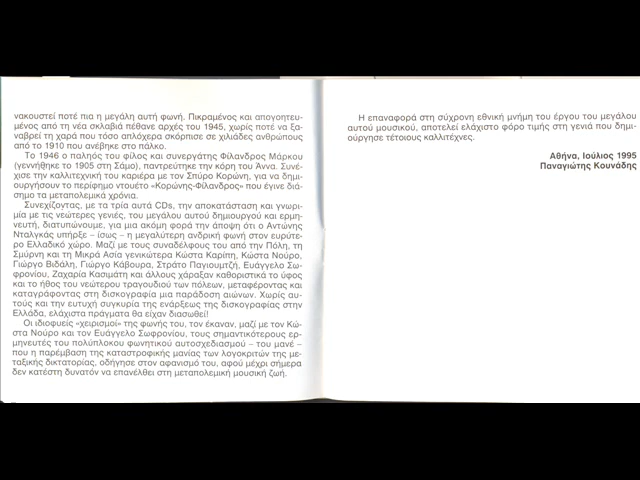 νακουστεί ποτέ πια η μεγάλη αυτή φωνή. Πικραμένος και απογοητευ-
μένος από τη νέα σκλαβιά πέθανε αρχές του 1945, χωρίς ποτέ να ξα-
ναβρεί τη χαρά που τόσο απλόχερα σκόρπισε σε χιλιάδες ανθρώπους
από το 1910 που ανέβηκε στο πάλκο.
Το 1946 ο παληός του φίλος και συνεργάτης Φίλανδρος Μάρκου
(γεννήθηκε το 1905 στη Σάμο), παντρεύτηκε την κόρη του Άννα. Συνέ-
χισε την καλλιτεχνική του καριέρα με τον Σπύρο Κορώνη, για να δη-
μιουργήσουν το περίφημο ντουέτο «Κορώνης-Φίλανδρος» που έγινε διά-
σημο τα μεταπολεμικά χρόνια.
Συνεχίζοντας, με τα τρία αυτά CDs, την αποκατάσταση και γνωρι-
μία με τις νεώτερες γενιές, του μεγάλου αυτού δημιουργού και ερμη-
νευτή, διατυπώνουμε, για μια ακόμη φορά την άποψη ότι ο Αντώνης
Νταλγκάς υπήρξε – ίσως – η μεγαλύτερη ανδρική φωνή στον ευρύτε-
ρο Ελλαδικό χώρο. Μαζί με τους συναδέλφους του από την Πόλη, τη
Σμύρνη και τη Μικρά Ασία γενικώτερα Κώστα Καρίπη, Κώστα Νούρο,
Γιώργο Βιδάλη, Γιώργο Κάβουρα, Στράτο Παγιουμτζή, Ευάγγελο Σω-
φρονίου, Ζαχαρία Κασιμάτη και άλλους χάραξαν καθοριστικά το ύφος
και το ήθος του νεώτερου τραγουδιού των πόλεων, μεταφέροντας και
καταγράφοντας στη δισκογραφία μια παράδοση αιώνων. Χωρίς αυ-
τούς και την ευτυχή συγκυρία της ενάρξεως της δισκογραφίας στην
Ελλάδα, ελάχιστα πράγματα θα είχαν διασωθεί!
Οι ιδιοφυείς «χειρισμοί» της φωνής του, τον έκαναν, μαζί με τον Κώ-
στα Νούρο και τον Ευάγγελο Σωφρονίου, τους σημαντικότερους ερ-
μηνευτές του πολύπλοκου φωνητικού αυτοσχεδιασμού – του μανέ –
που η παρέμβαση της καταστροφικής μανίας των λογοκριτών της με-
ταξικής δικτατορίας, οδήγησε στον αφανισμό του, αφού μέχρι σήμερα
δεν κατέστη δυνατόν να επανέλθει στη μεταπολεμική μουσική ζωή.
Η επαναφορά στη σύχρονη εθνική μνήμη του έργου του μεγάλου
αυτού μουσικού, αποτελεί ελάχιστο φόρο τιμής στη γενιά που δημι-
ούργησε τέτοιους καλλιτέχνες.
Αθήνα, Ιούλιος 1995
Παναγιώτης Κουνάδης